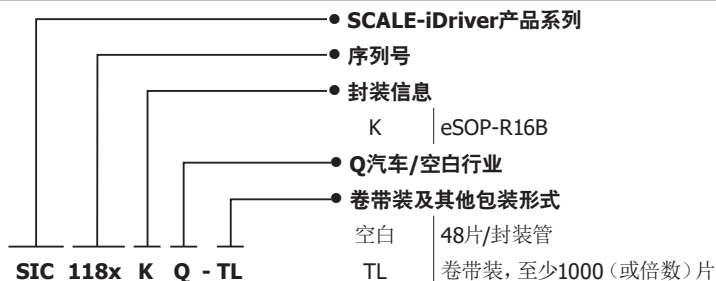 SCALE-iDriver产品系列
序列号
封装信息
K eSOP-R16B
Q汽车/空白行业
卷带装及其他包装形式
空白 48片/封装管
SIC 118x K Q - TL TL 卷带装，至少1000（或倍数）片